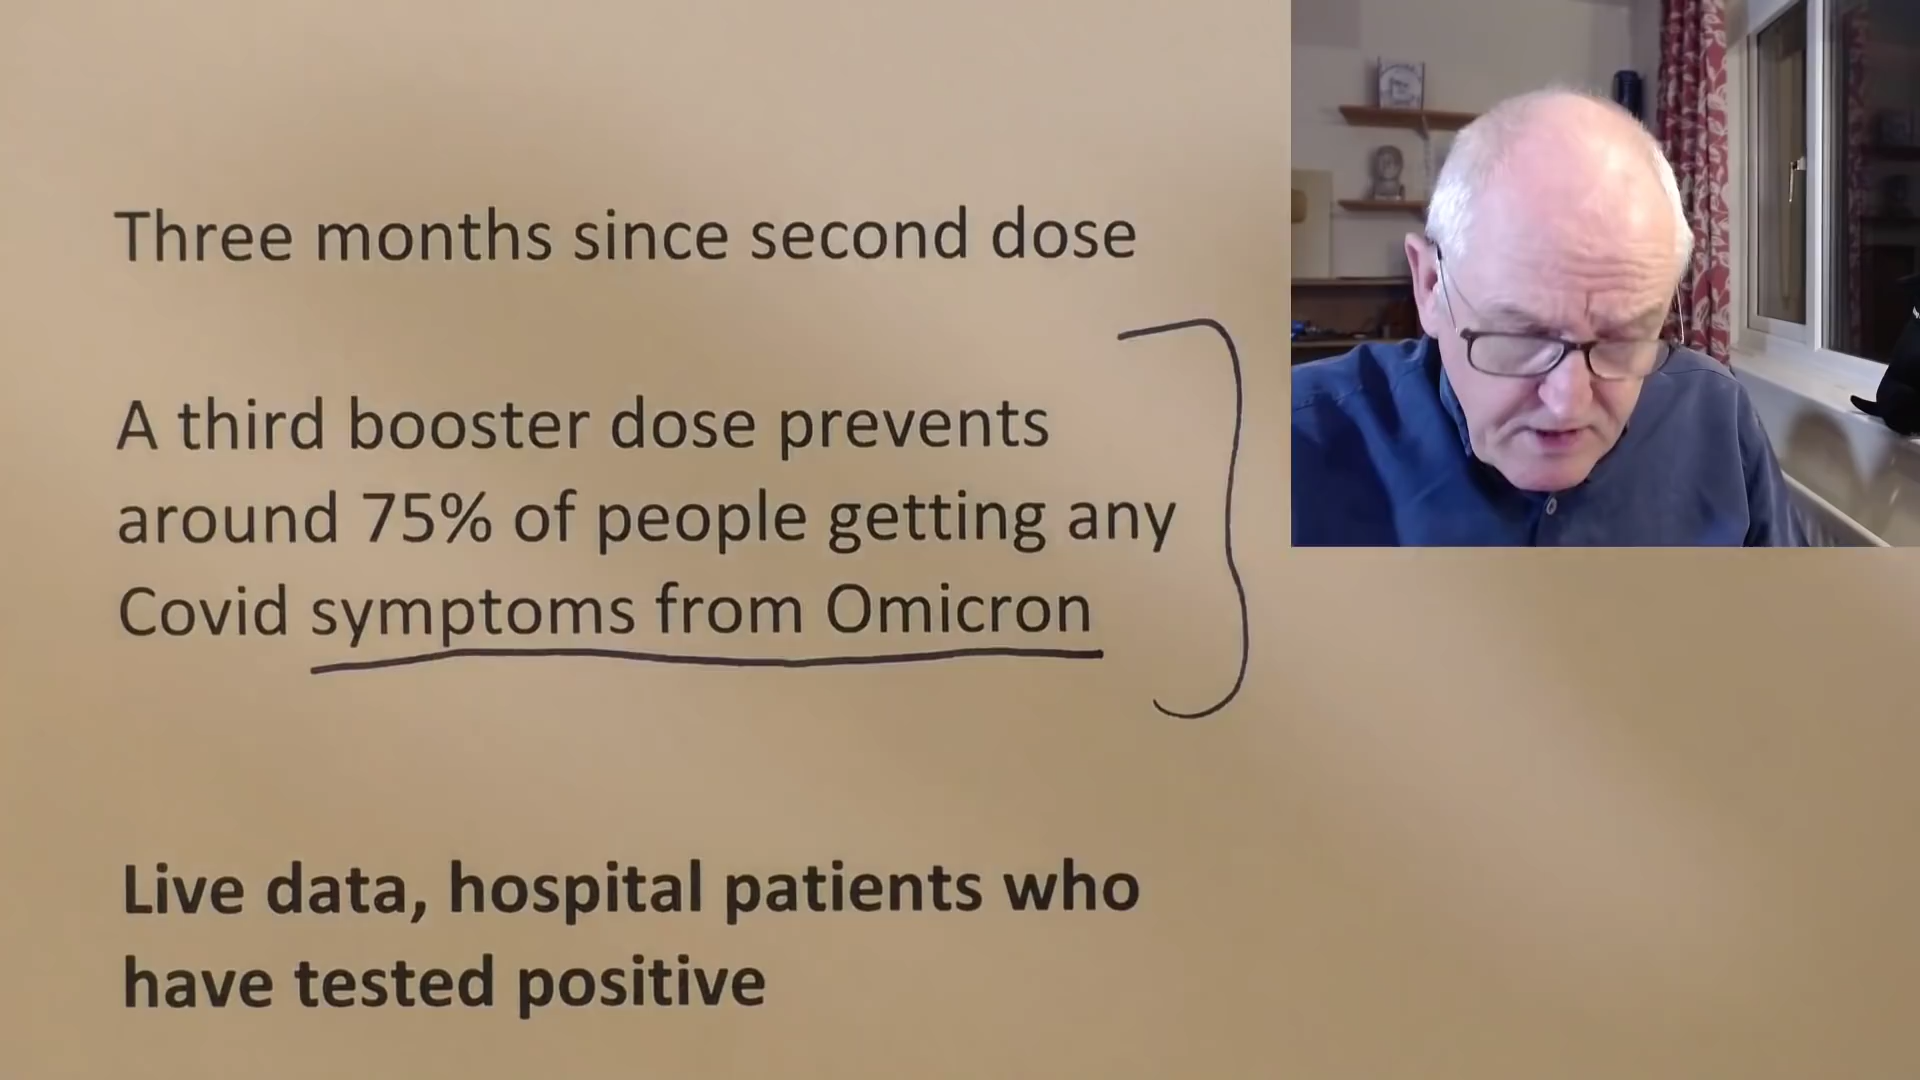 Three months since second dose
A third booster dose prevents
around 75% of people getting any
Covid symptoms from Omicron
Live data, hospital patients who
have tested positive